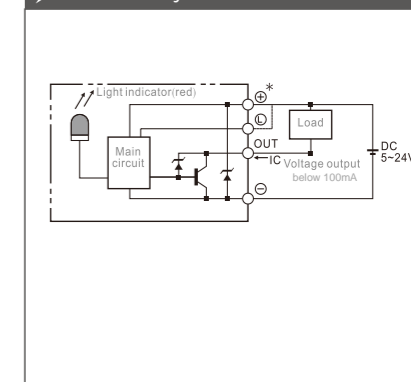 Light indicator(red)
⊕*
Ⓛ
Load
Main
circuit
OUT
IC
Voltage output
below 100mA
DC
5~24V
⊖